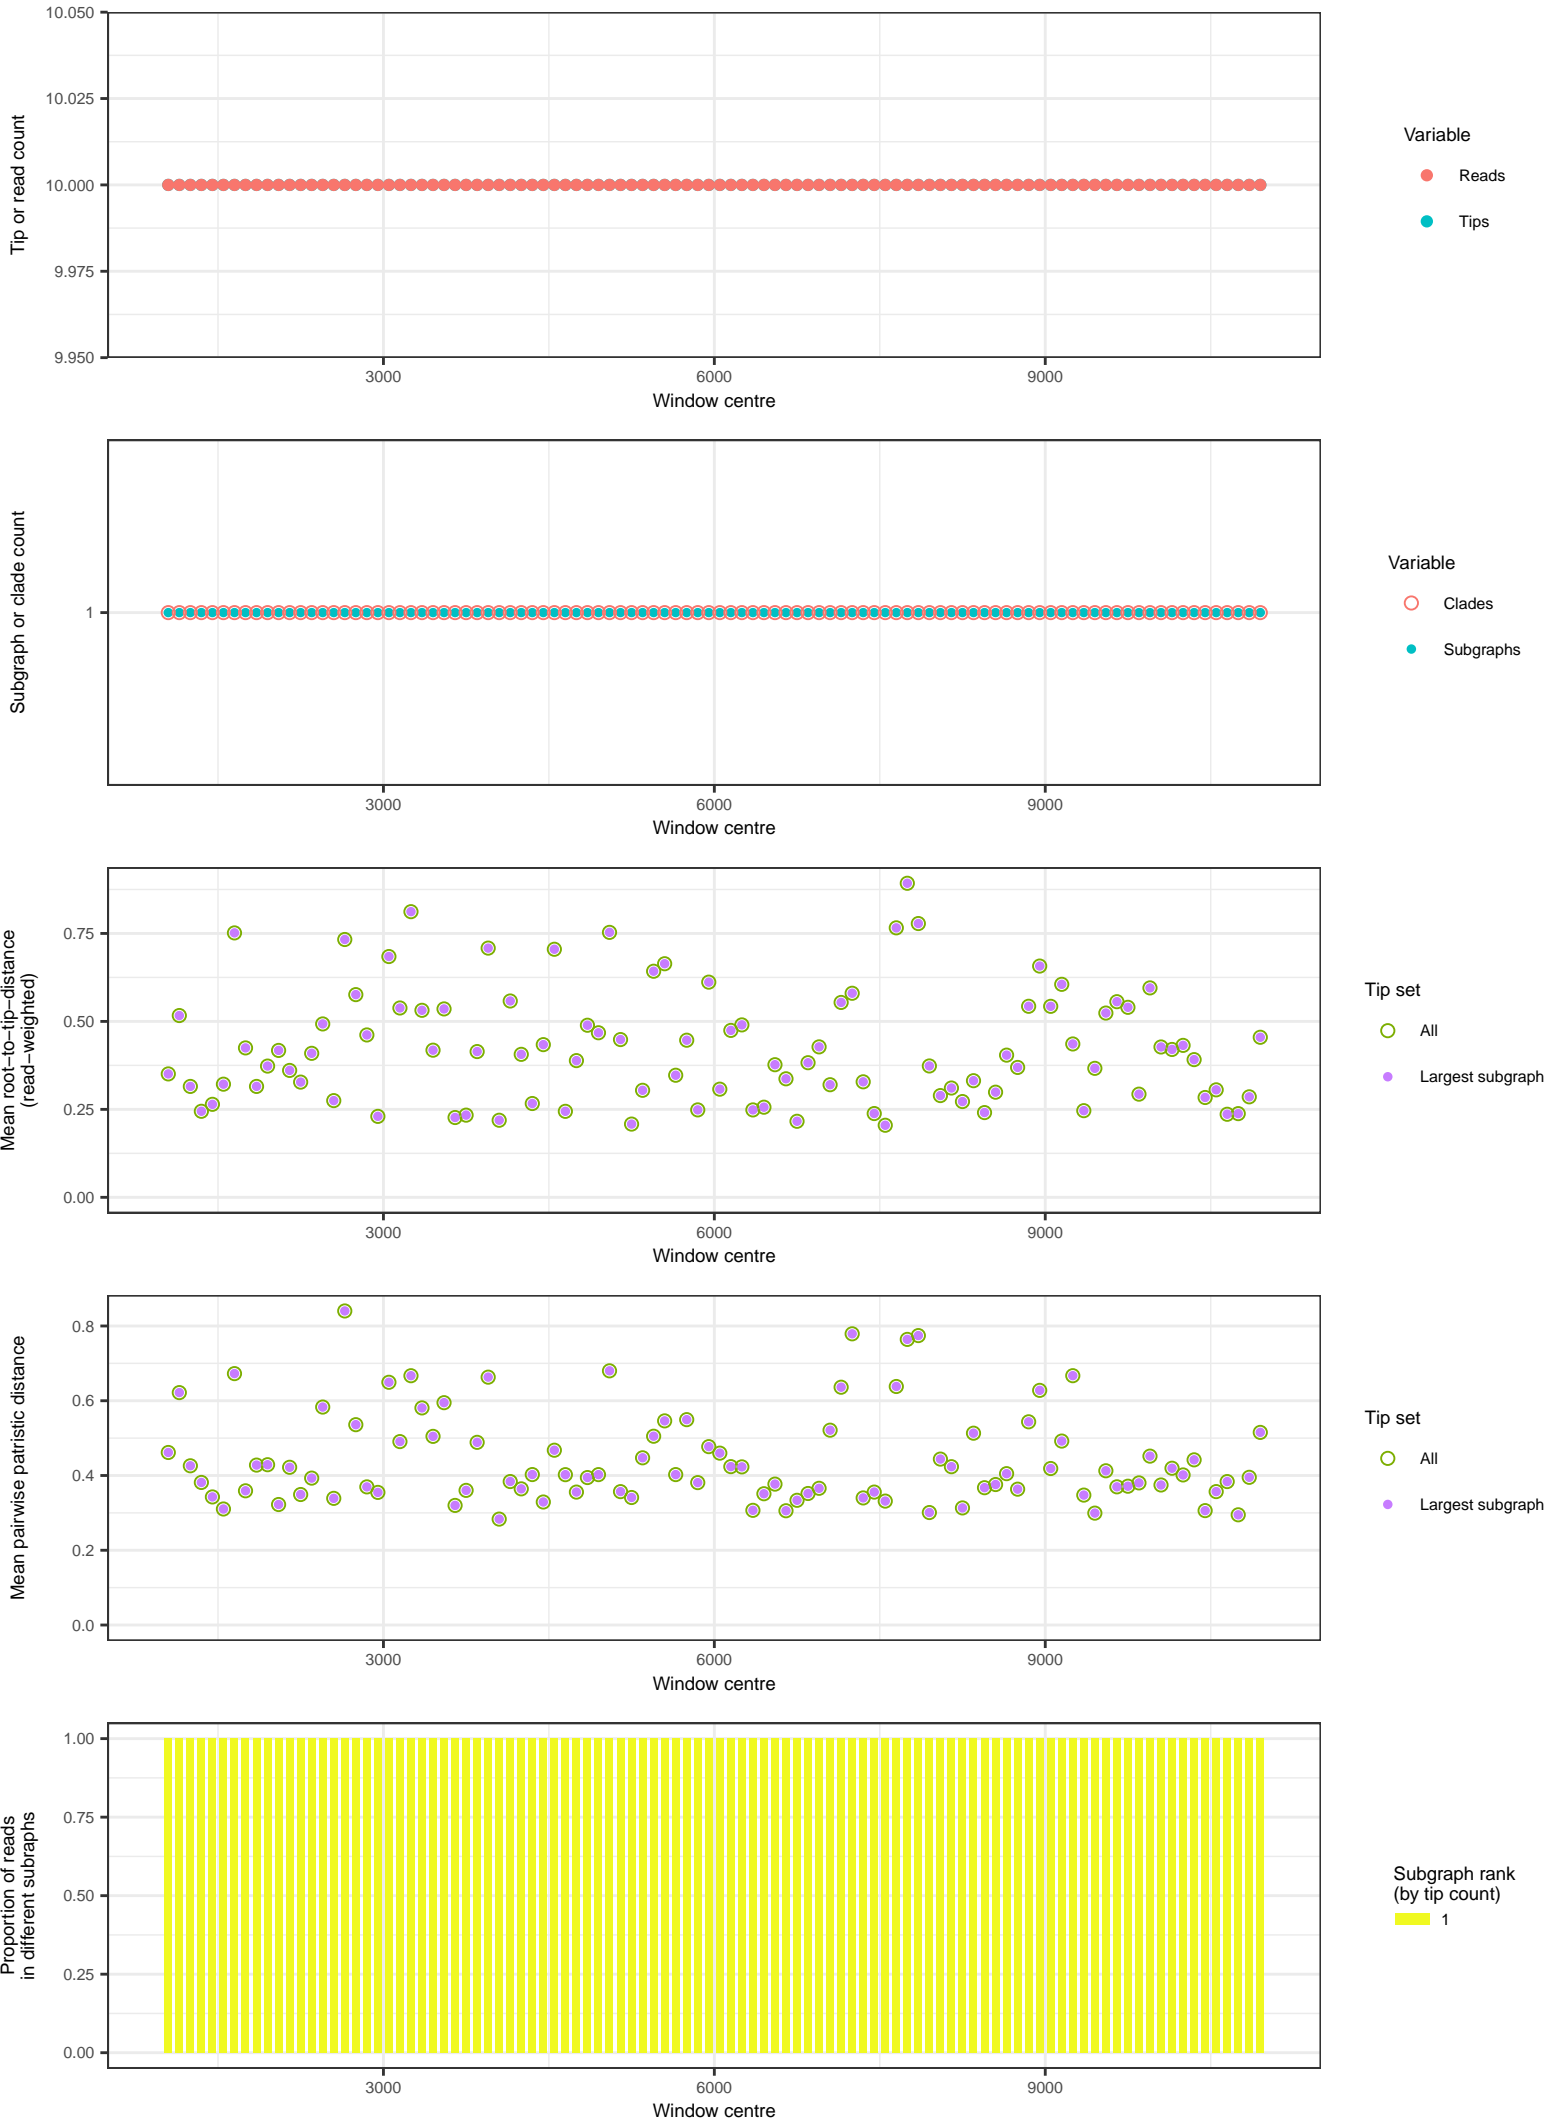 10.050
10.025
10.000
9.975
9.950
Tip or read count
3000 6000 9000
Window centre
Variable
Reads
Tips
1
Subgraph or clade count
3000 6000 9000
Window centre
Variable
Clades
Subgraphs
0.75
0.50
0.25
0.00
Mean root−to−tip−distance
(read−weighted)
3000 6000 9000
Window centre
Tip set
All
Largest subgraph
0.8
0.6
0.4
0.2
0.0
Mean pairwise patristic distance
3000 6000 9000
Window centre
Tip set
All
Largest subgraph
1.00
0.75
0.50
0.25
0.00
Proportion of reads
in different subraphs
3000 6000 9000
Window centre
Subgraph rank
(by tip count)
1